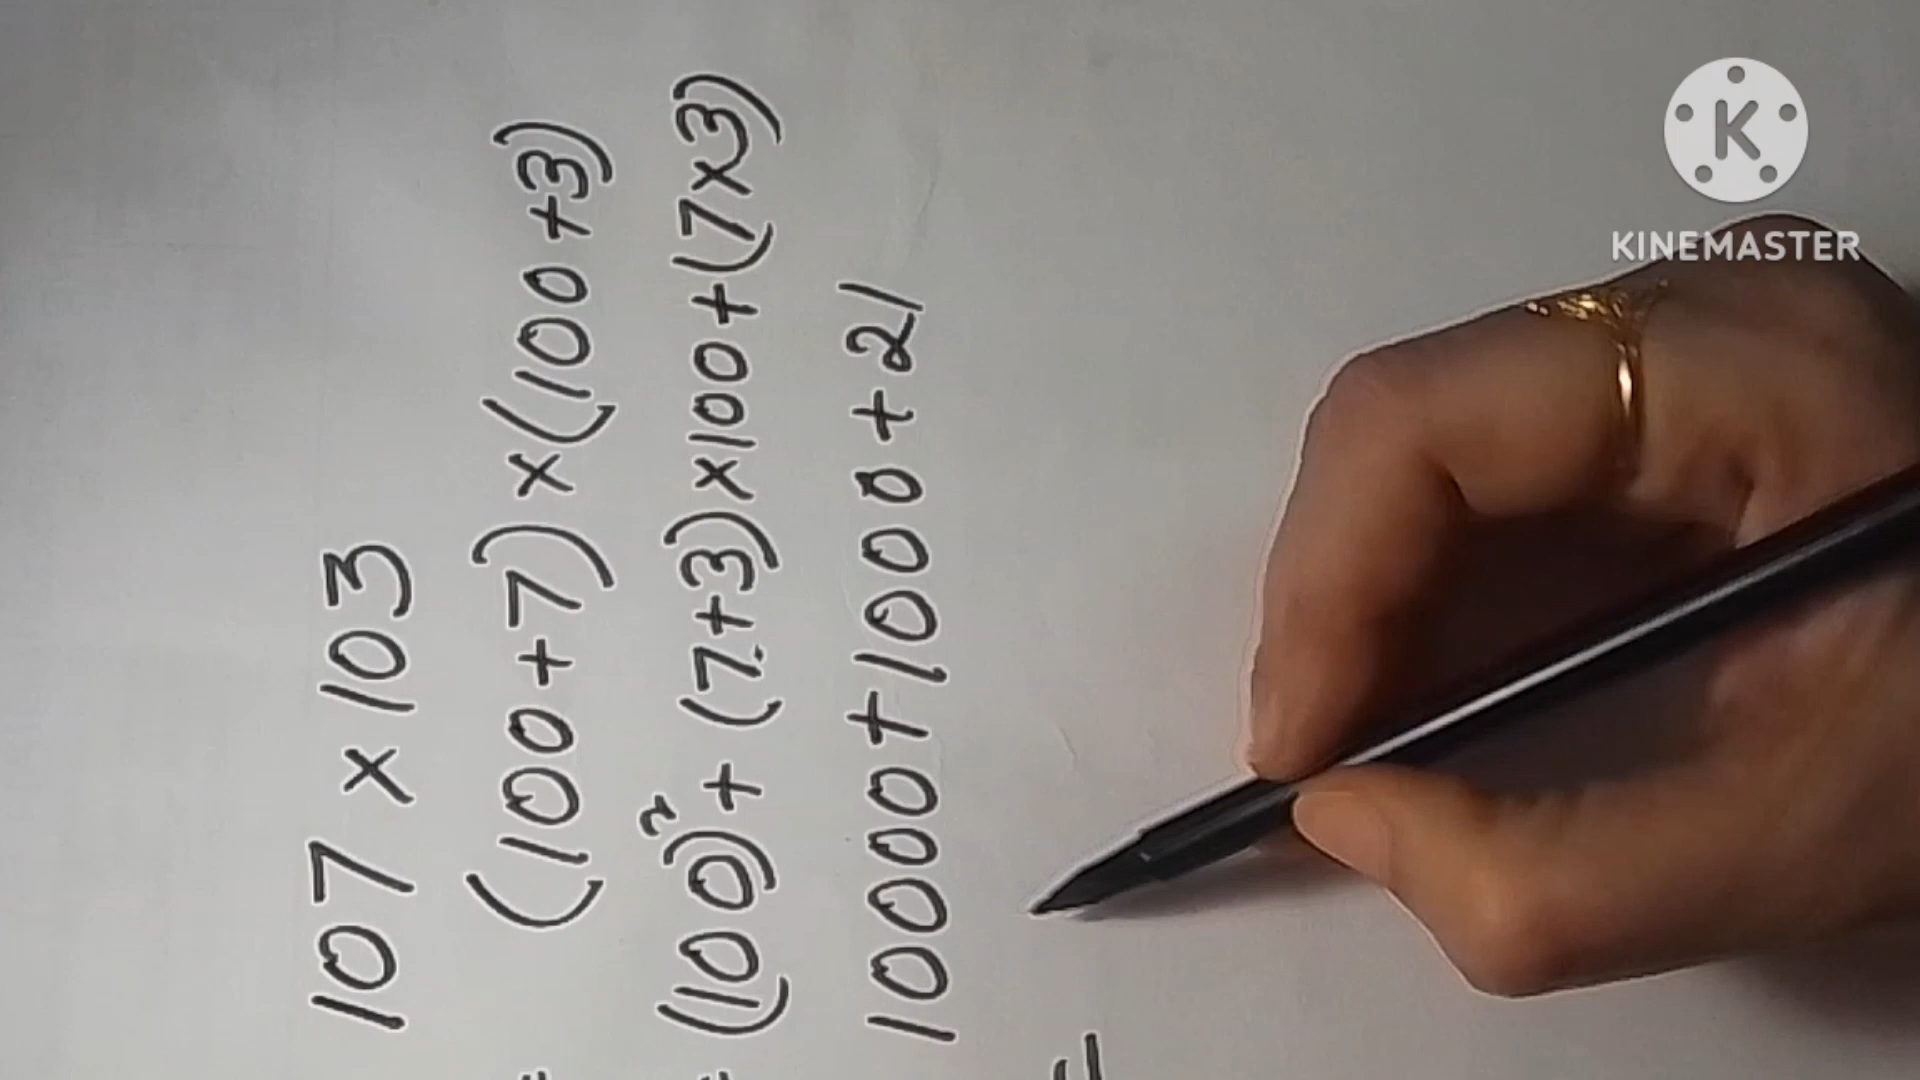 107 × 103
= (100+7) × (100+3)
= (100)² + (7+3)×100+(7×3)
10000+1000+21
=
KINEMASTER